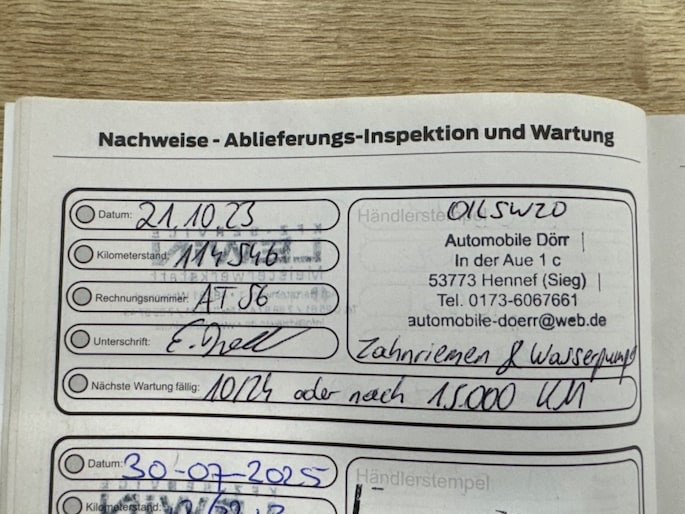 Nachweise - Ablieferungs-Inspektion und Wartung
Datum: 21.10.23
Kilometerstand: 114546
Rechnungsnummer: AT 56
Unterschrift:
Händlerstempel
Automobile Dörr
In der Aue 1 c
53773 Hennef (Sieg)
Tel. 0173-6067661
automobile-doerr@web.de
Zahnriemen & Wasserpumpe
Nächste Wartung fällig: 10/24 oder nach 15.000 KM
Datum: 30-07-2025
Kilometerstand:
Händlerstempel